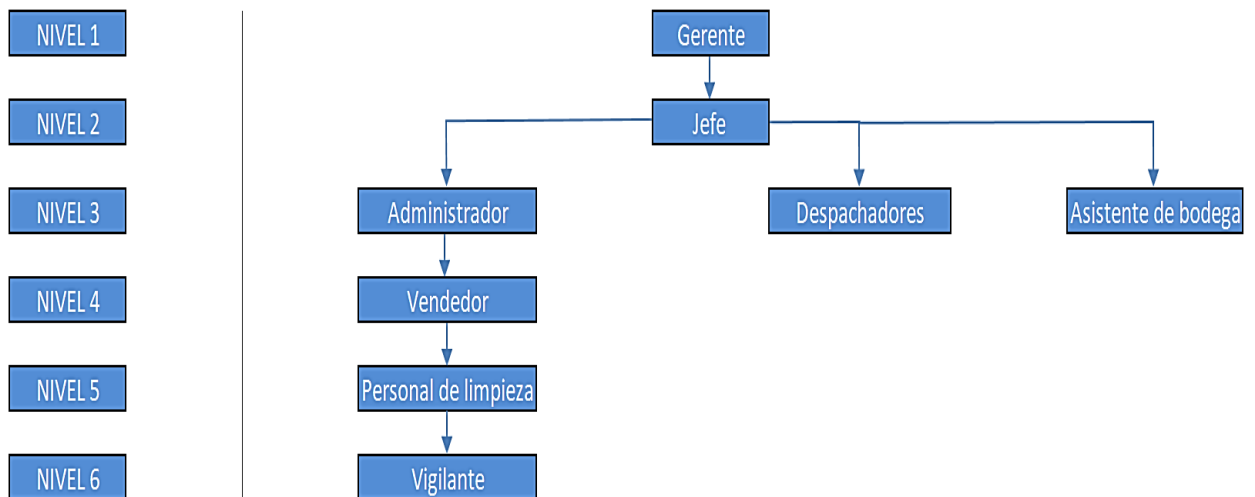 NIVEL 1
Gerente
NIVEL 2
Jefe
NIVEL 3
Administrador
Despachadores
Asistente de bodega
NIVEL 4
Vendedor
NIVEL 5
Personal de limpieza
NIVEL 6
Vigilante